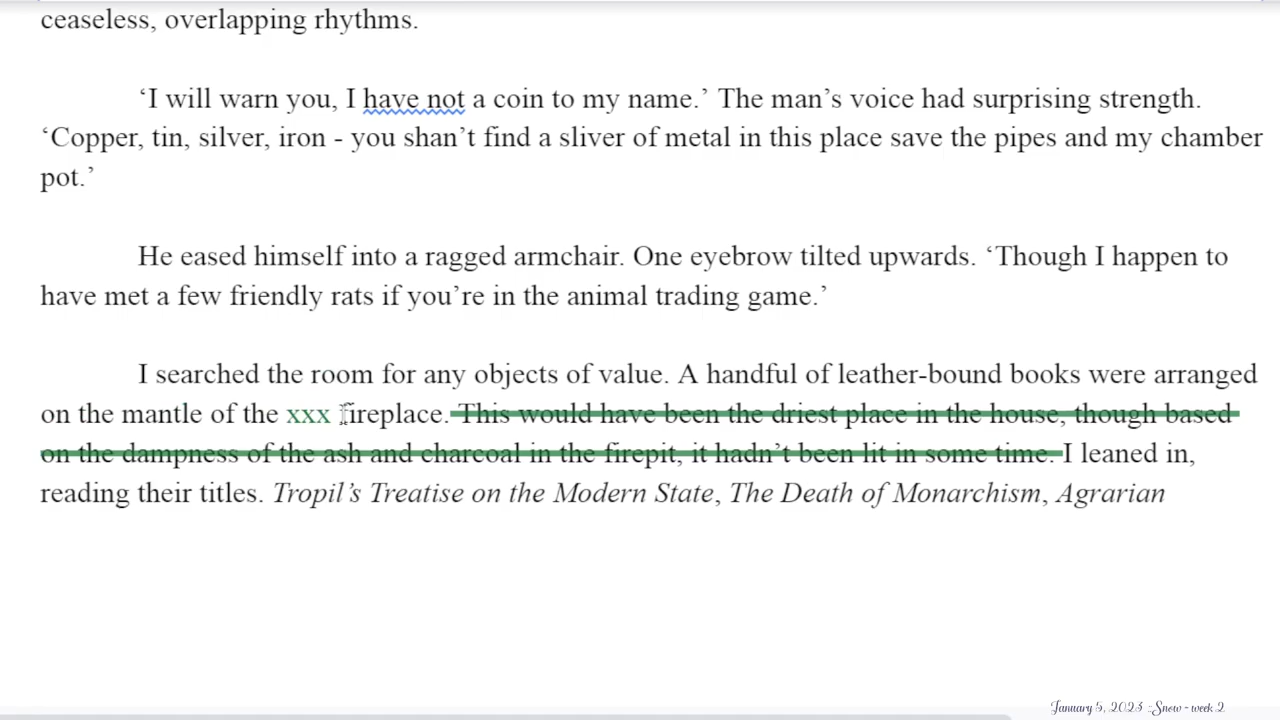 ceaseless, overlapping rhythms.
‘I will warn you, I have not a coin to my name.’ The man’s voice had surprising strength.
‘Copper, tin, silver, iron - you shan’t find a sliver of metal in this place save the pipes and my chamber
pot.’
He eased himself into a ragged armchair. One eyebrow tilted upwards. ‘Though I happen to
have met a few friendly rats if you’re in the animal trading game.’
I searched the room for any objects of value. A handful of leather-bound books were arranged
on the mantle of the xxx fireplace. This would have been the driest place in the house, though based
on the dampness of the ash and charcoal in the firepit, it hadn’t been lit in some time. I leaned in,
reading their titles. Tropil’s Treatise on the Modern State, The Death of Monarchism, Agrarian
January 5, 2023 - Snow - week 2